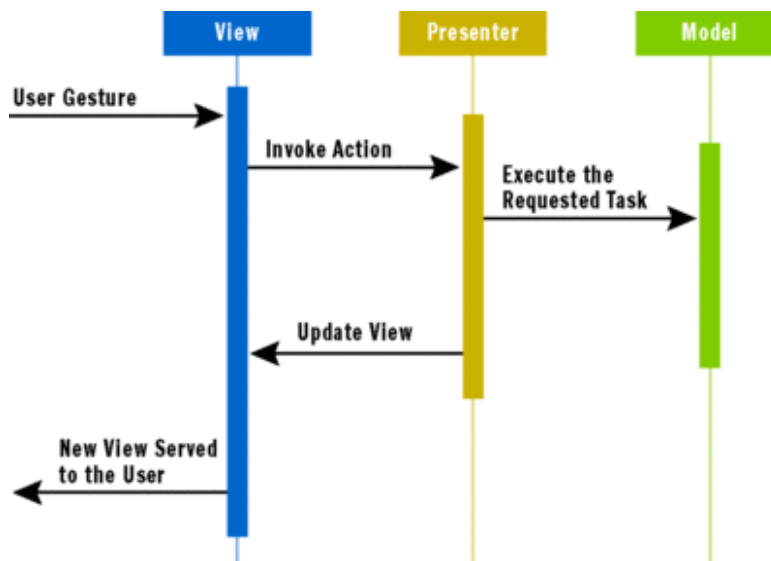 View
Presenter
Model
User Gesture
Invoke Action
Execute the
Requested Task
Update View
New View Served
to the User